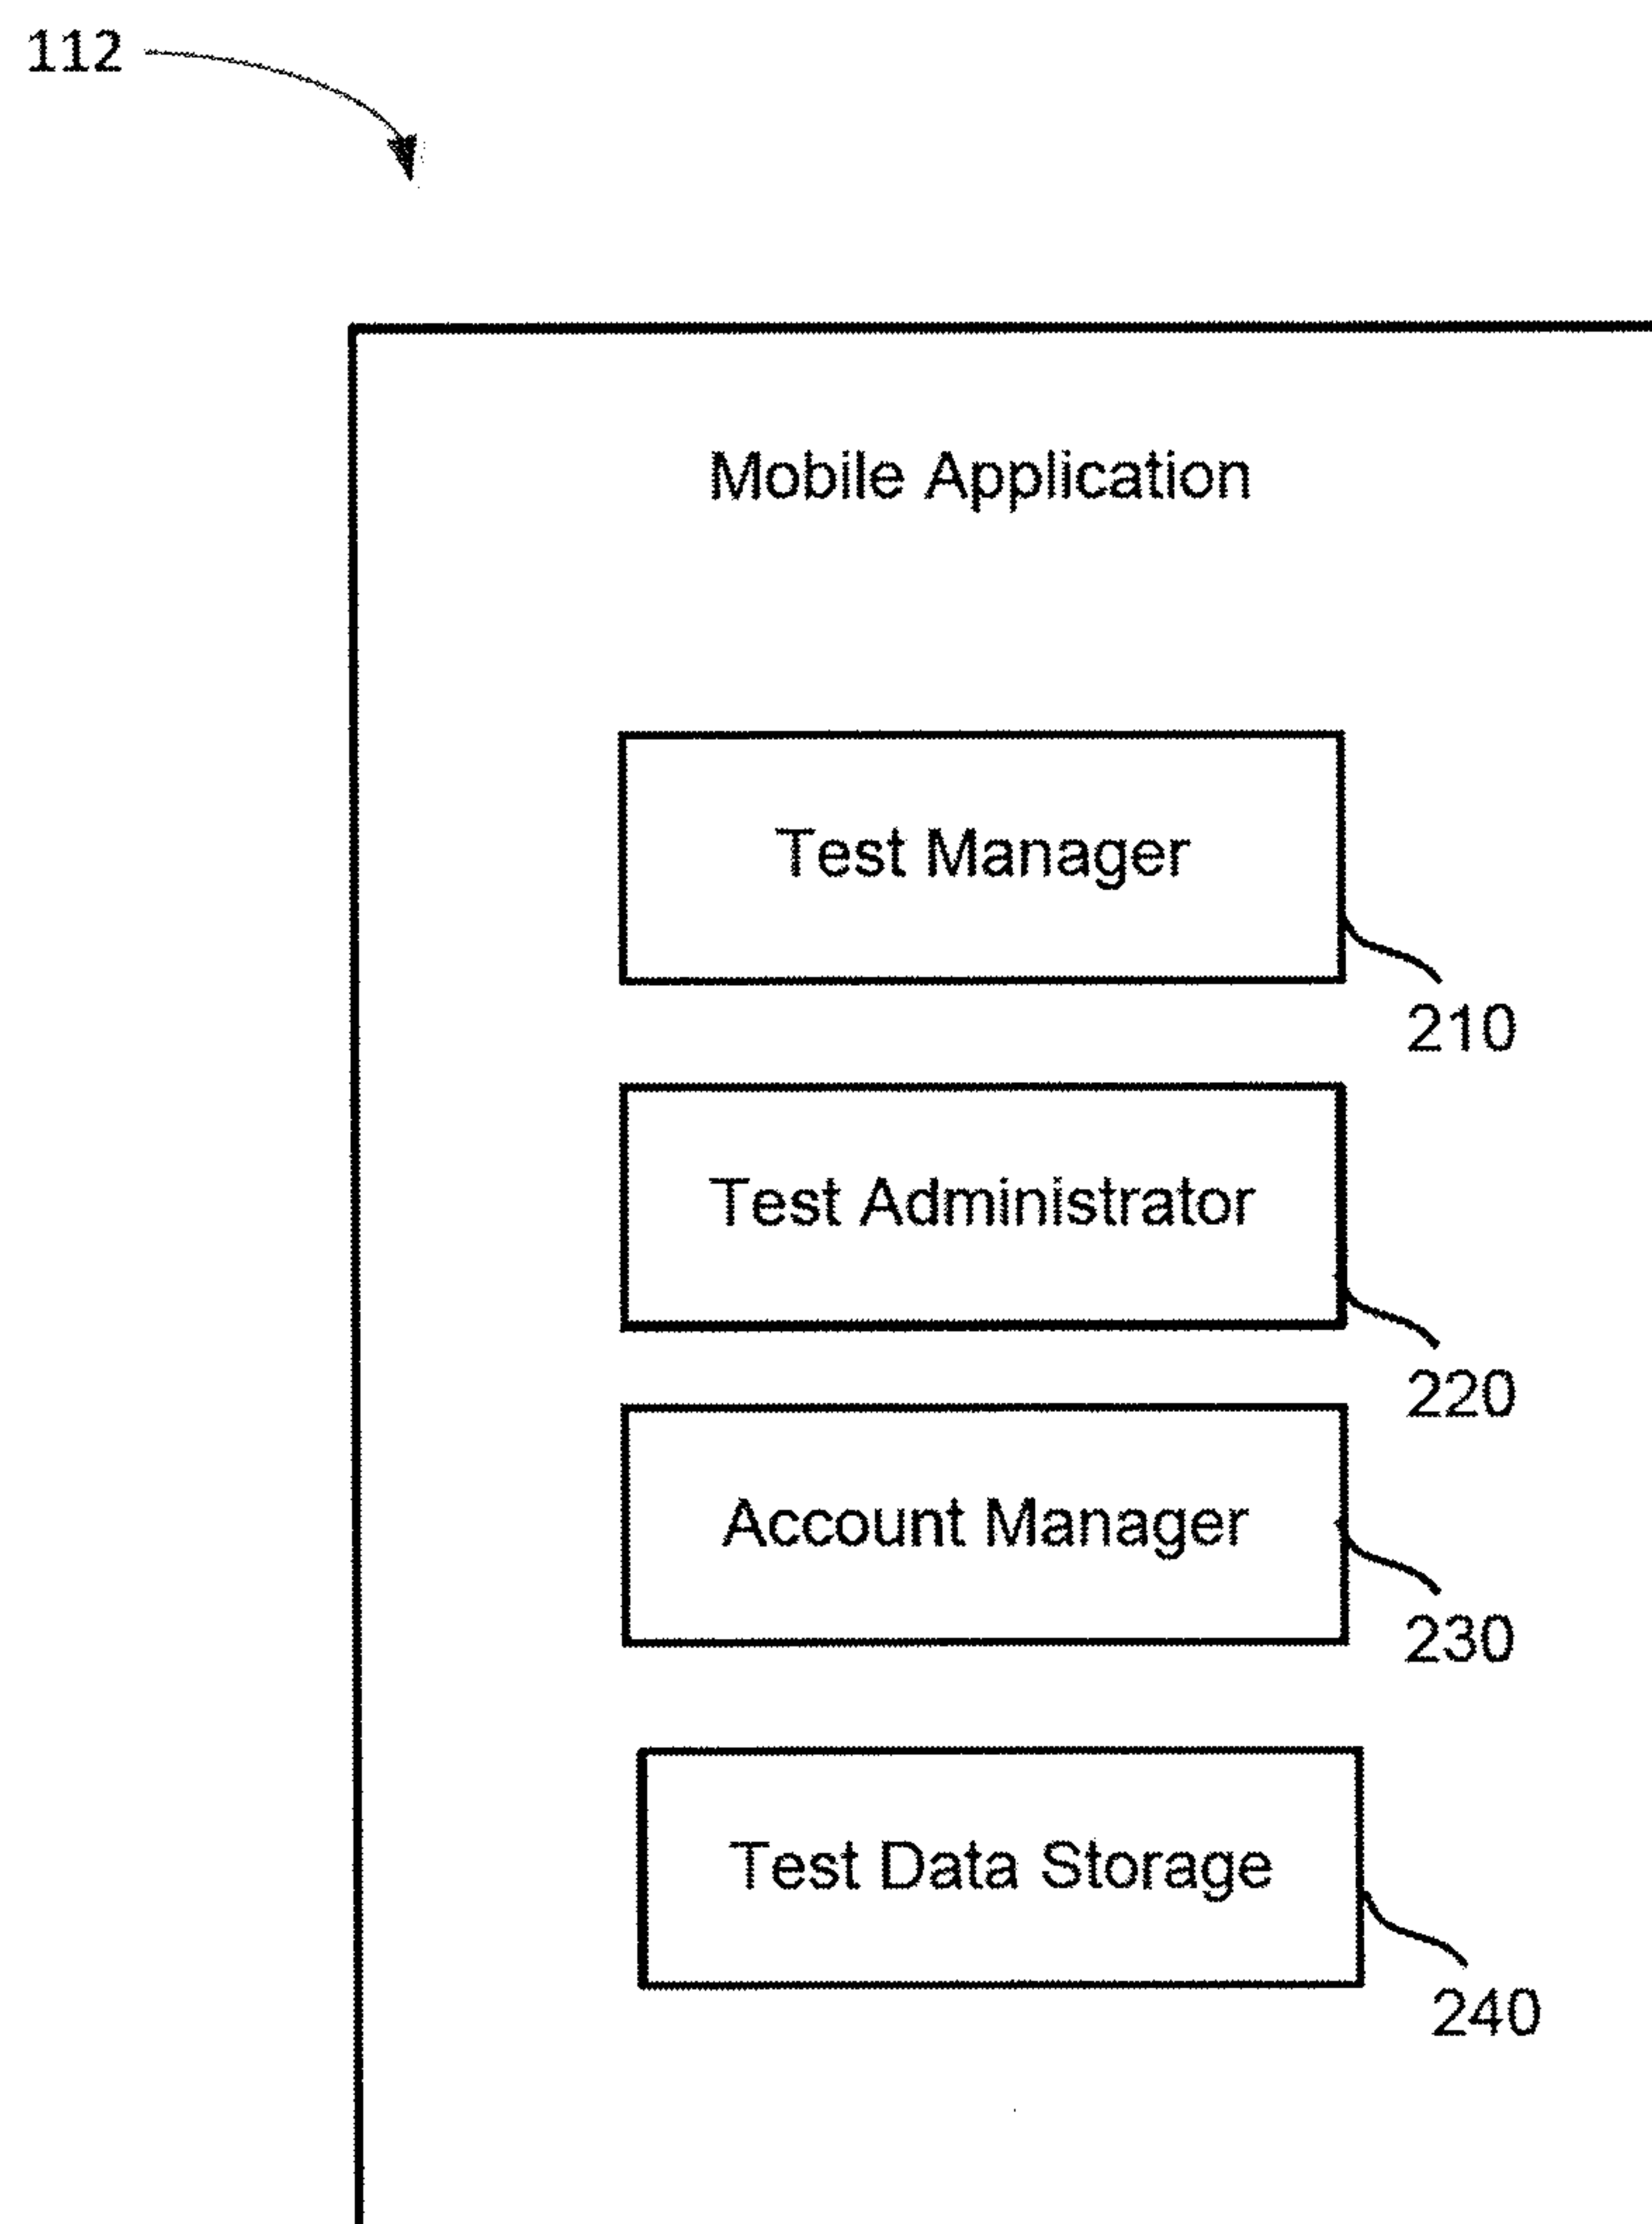 112
Mobile Application
Test Manager
210
Test Administrator
220
Account Manager
230
Test Data Storage
240